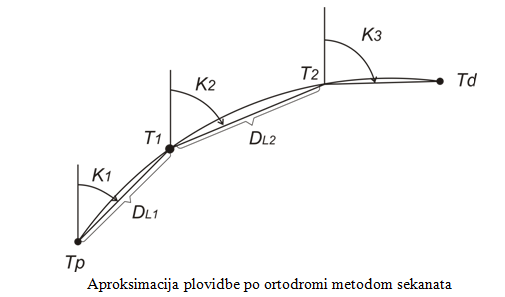 K3
T2
Td
K2
T1
DL2
K1
DL1
Tp
Aproksimacija plovidbe po ortodromi metodom sekanata